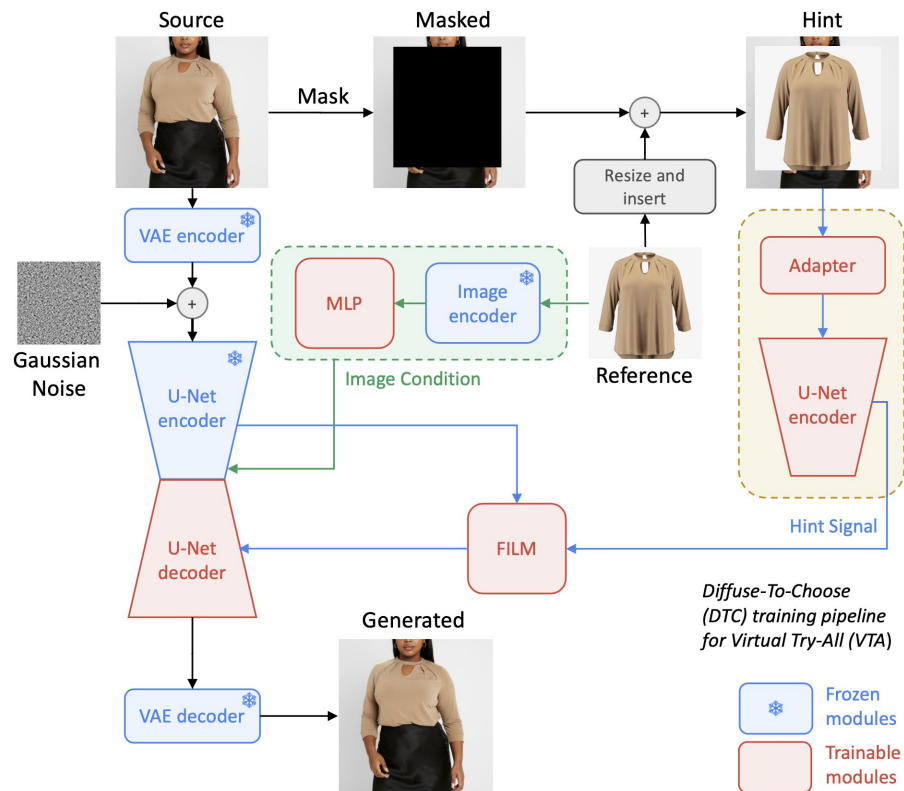 Source
Masked
Hint
Mask
+
Resize and
insert
VAE encoder
Adapter
MLP
Image
encoder
+
Gaussian
Noise
Image Condition
Reference
U-Net
encoder
U-Net
encoder
Hint Signal
U-Net
decoder
FILM
Diffuse-To-Choose
(DTC) training pipeline
for Virtual Try-All (VTA)
Generated
VAE decoder
Frozen
modules
Trainable
modules